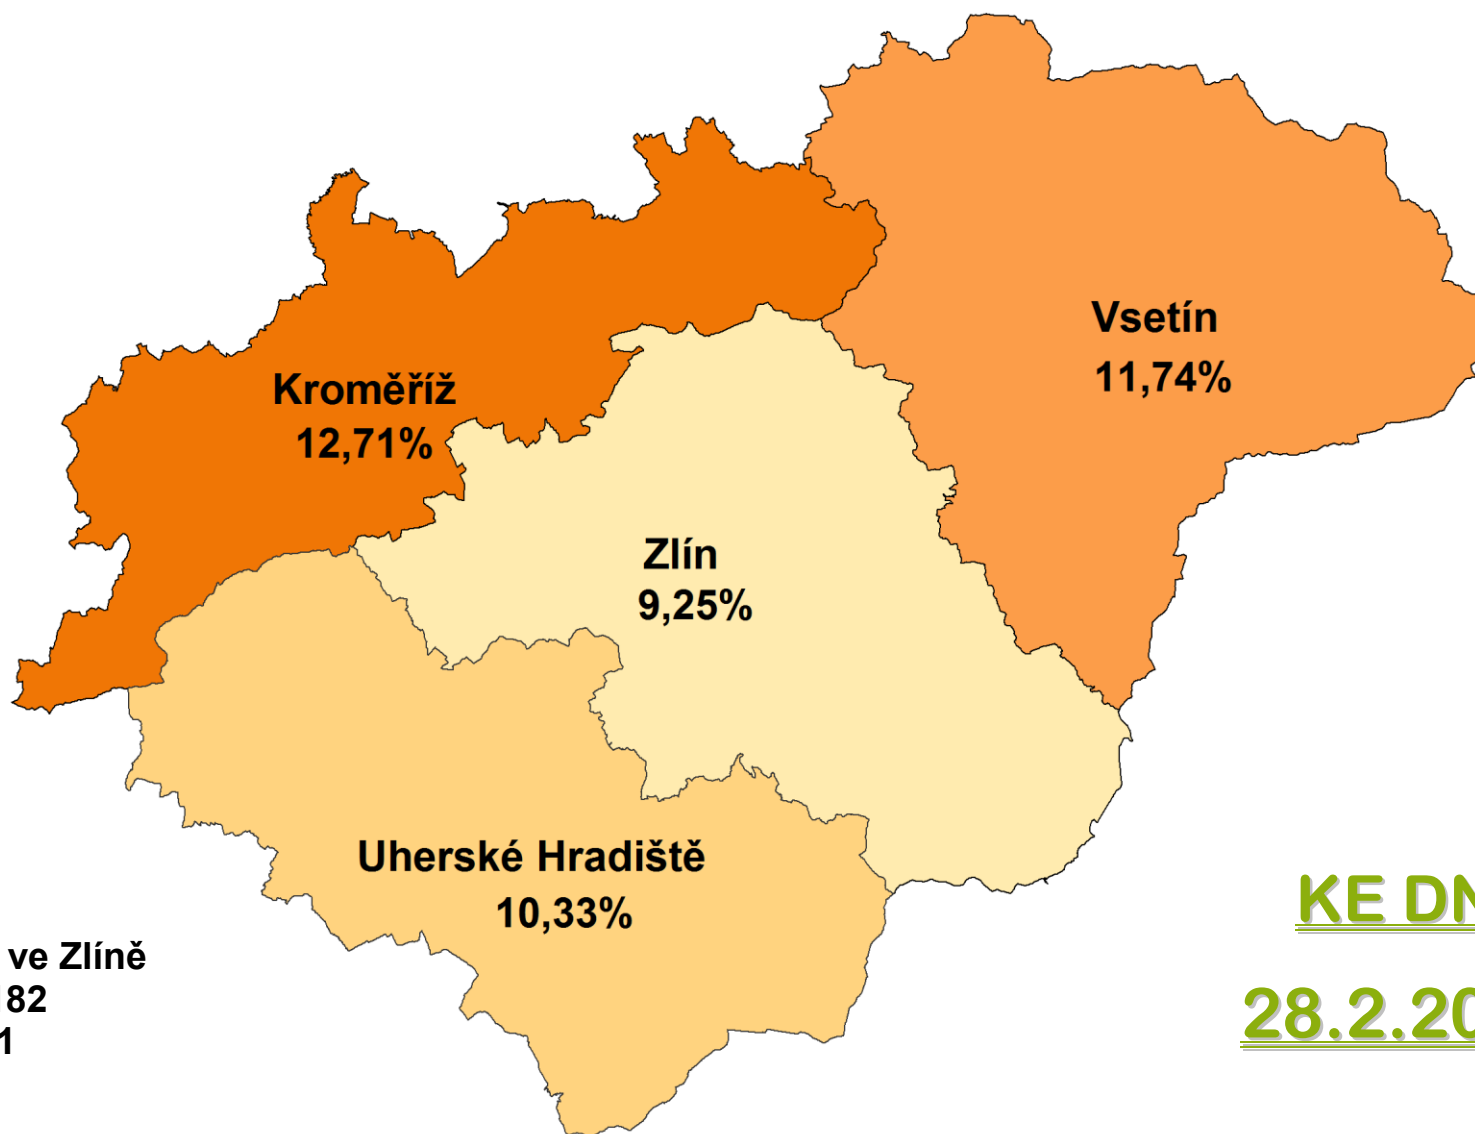 Vsetín
11,74%
Kroměříž
12,71%
Zlín
9,25%
Uherské Hradiště
10,33%
ve Zlíně
182
1
KE DN
28.2.20